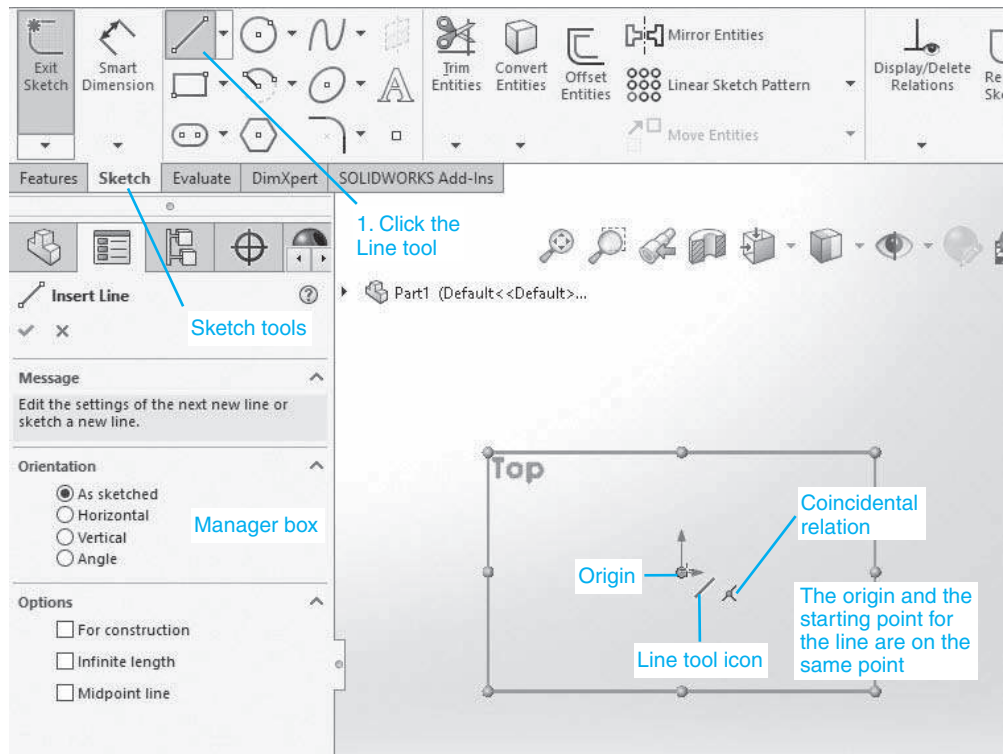 Exit
Sketch
Smart
Dimension
Trim
Entities
Convert
Entities
Offset
Entities
Mirror Entities
Linear Sketch Pattern
Move Entities
Display/Delete
Relations
Re
Sk
Features
Sketch
Evaluate
DimXpert
SOLIDWORKS Add-Ins
1. Click the
Line tool
Insert Line
?
Part1 (Default<<Default>...
Sketch tools
Message
Edit the settings of the next new line or
sketch a new line.
Orientation
As sketched
Horizontal
Vertical
Angle
Manager box
Top
Coincidental
relation
Origin
Line tool icon
The origin and the
starting point for
the line are on the
same point
Options
For construction
Infinite length
Midpoint line